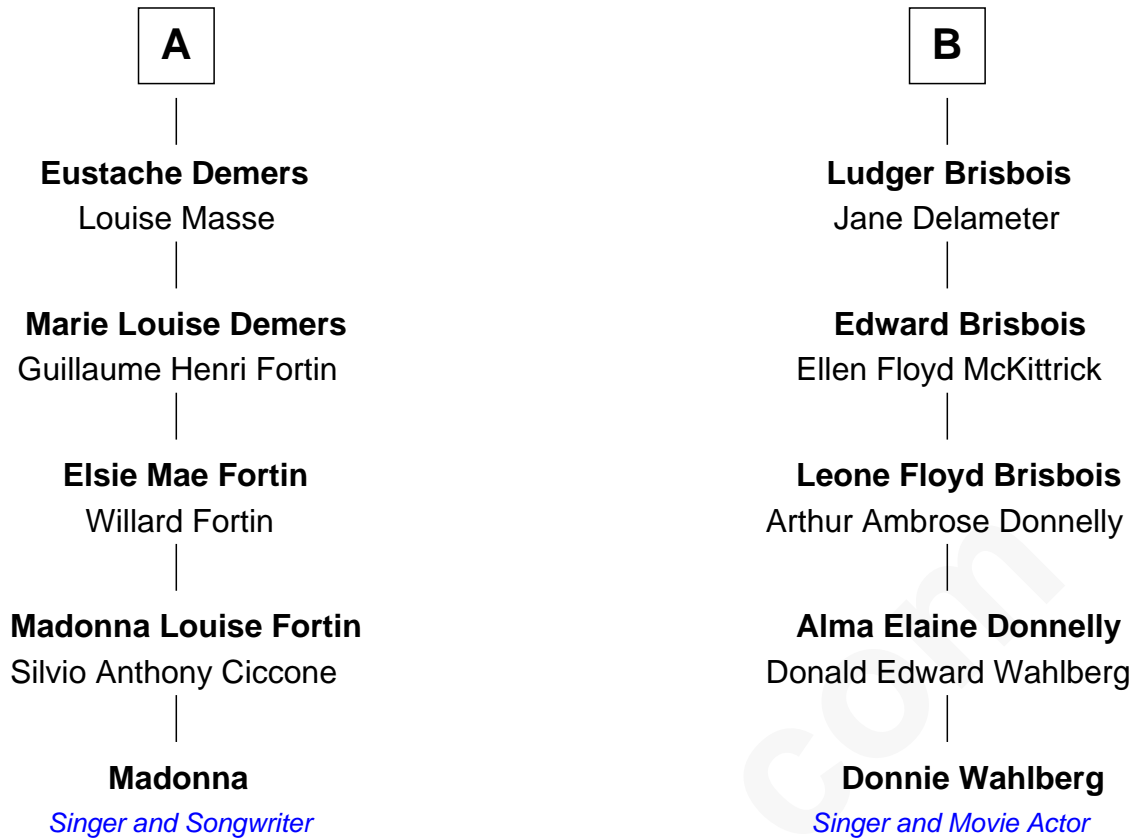 A
Eustache Demers
Louise Masse
Marie Louise Demers
Guillaume Henri Fortin
Elsie Mae Fortin
Willard Fortin
Madonna Louise Fortin
Silvio Anthony Ciccone
Madonna
Singer and Songwriter
B
Ludger Brisbois
Jane Delameter
Edward Brisbois
Ellen Floyd McKittrick
Leone Floyd Brisbois
Arthur Ambrose Donnelly
Alma Elaine Donnelly
Donald Edward Wahlberg
Donnie Wahlberg
Singer and Movie Actor
com